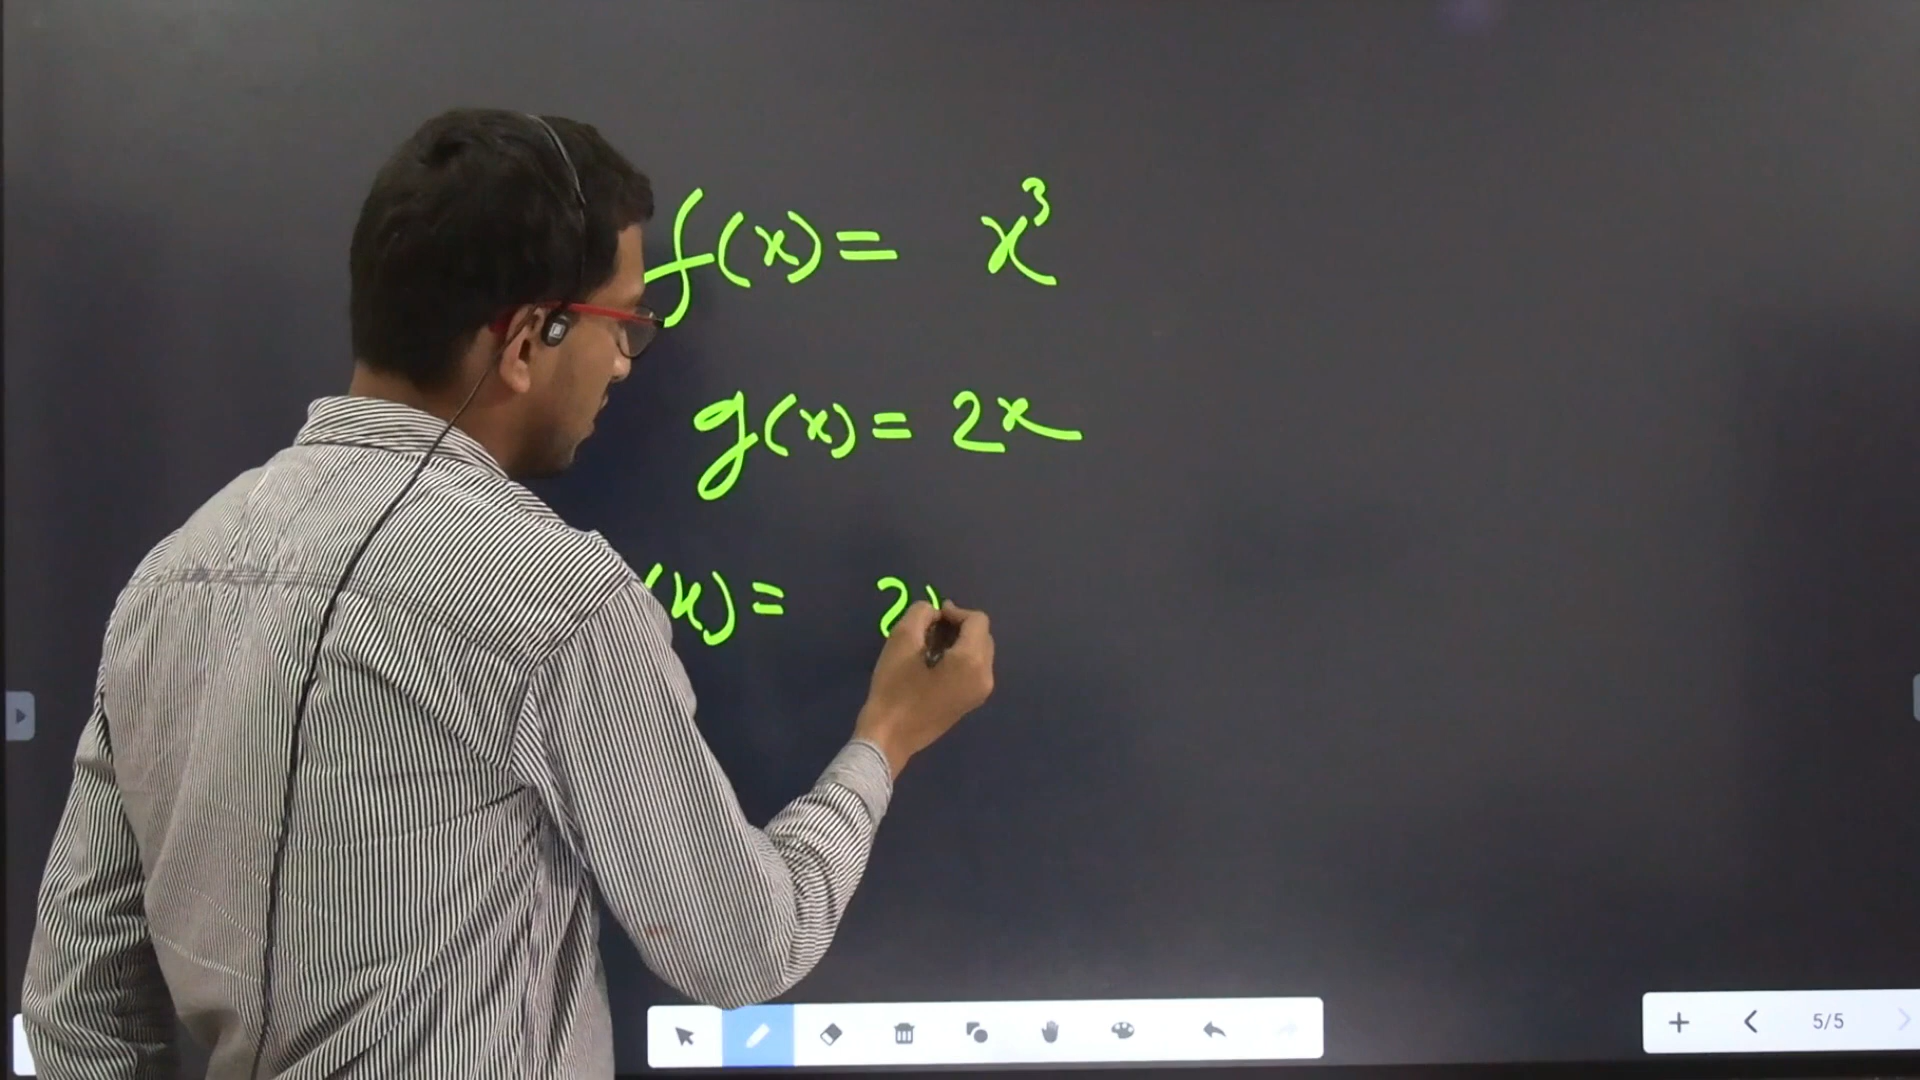 f(x) = x³
g(x) = 2x
(x) = 2
5/5